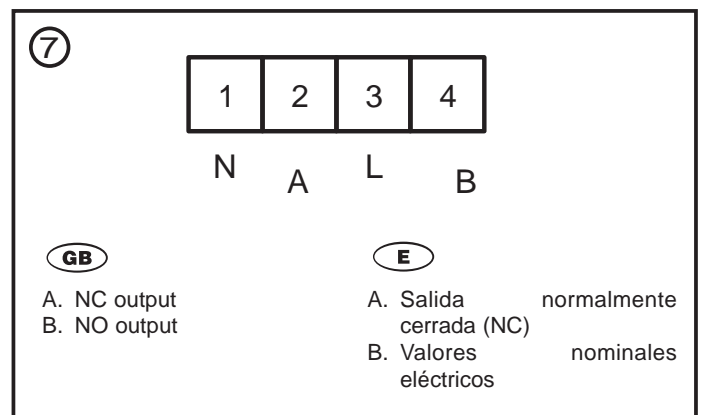 7
1 2 3 4
N A L B
GB
A. NC output
B. NO output
E
A. Salida normalmente
cerrada (NC)
B. Valores nominales
eléctricos